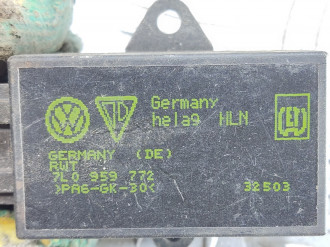 Germany
hela9 HLN
GERMANY (DE)
RWT
7L0 959 772
>PA6-GK-30<
32503